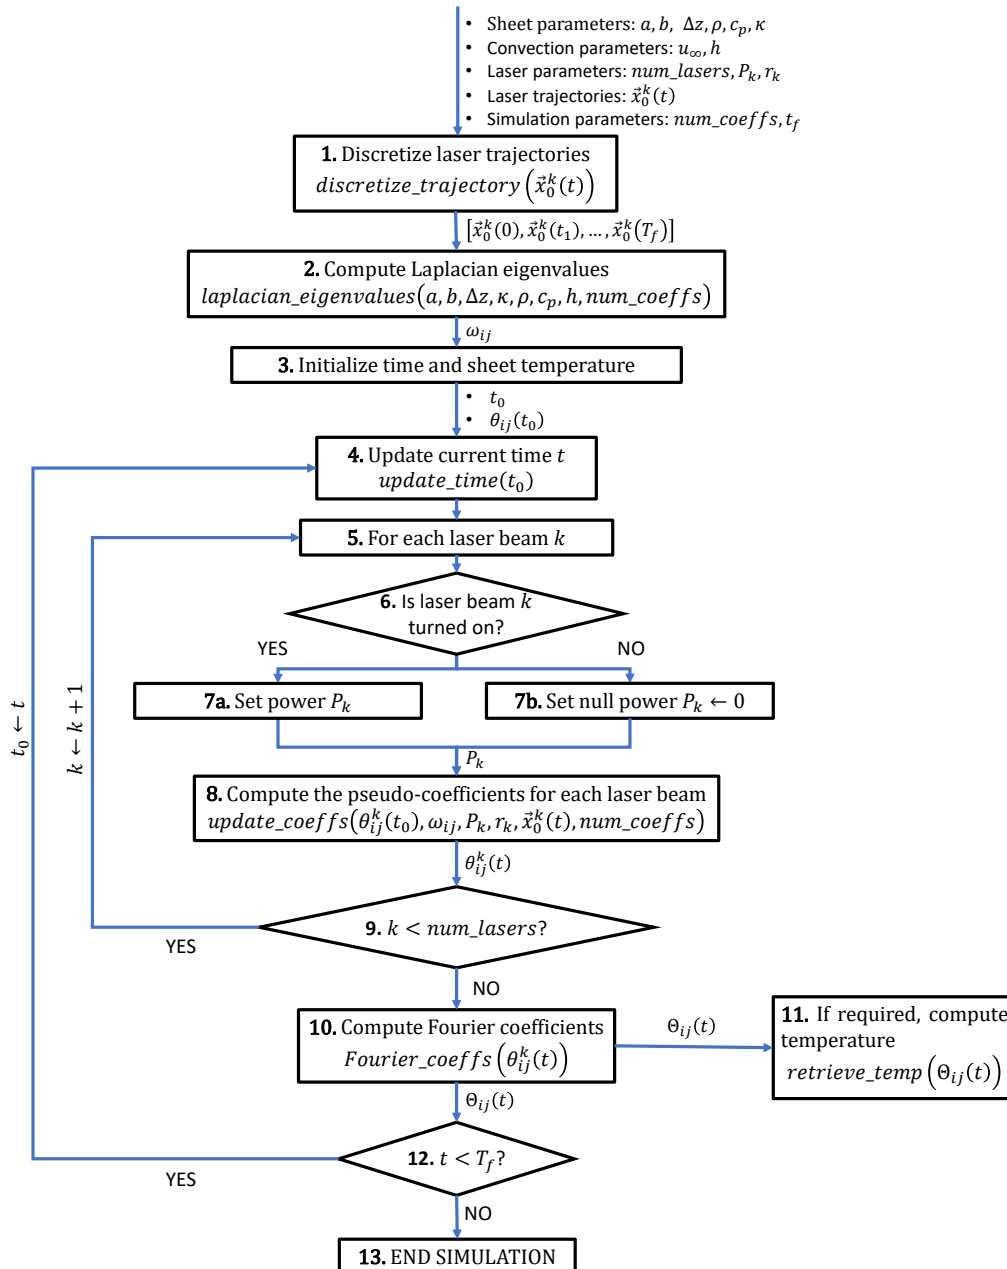 • Sheet parameters: a, b, Δz, ρ, c_p, κ
• Convection parameters: u_∞, h
• Laser parameters: num_lasers, P_k, r_k
• Laser trajectories: x⃗_0^k(t)
• Simulation parameters: num_coeffs, t_f
1. Discretize laser trajectories
discretize_trajectory(x⃗_0^k(t))
[x⃗_0^k(0), x⃗_0^k(t_1), …, x⃗_0^k(T_f)]
2. Compute Laplacian eigenvalues
laplacian_eigenvalues(a, b, Δz, κ, ρ, c_p, h, num_coeffs)
ω_ij
3. Initialize time and sheet temperature
• t_0
• θ_ij(t_0)
4. Update current time t
update_time(t_0)
5. For each laser beam k
6. Is laser beam k
turned on?
YES
NO
7a. Set power P_k
7b. Set null power P_k ← 0
t_0 ← t
k ← k + 1
P_k
8. Compute the pseudo-coefficients for each laser beam
update_coeffs(θ_ij^k(t_0), ω_ij, P_k, r_k, x⃗_0^k(t), num_coeffs)
θ_ij^k(t)
9. k < num_lasers?
YES
NO
10. Compute Fourier coefficients
Fourier_coeffs(θ_ij^k(t))
Θ_ij(t)
11. If required, compute
temperature
retrieve_temp(Θ_ij(t))
Θ_ij(t)
12. t < T_f?
YES
NO
13. END SIMULATION